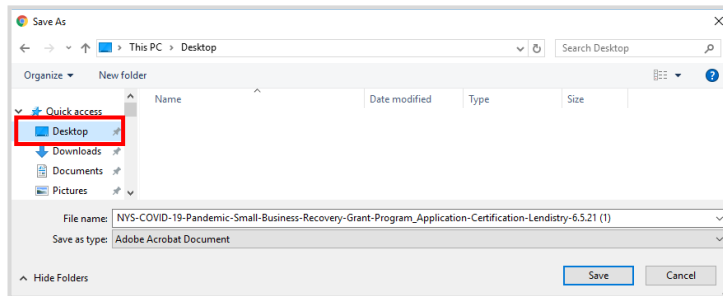 Save As
This PC > Desktop
Search Desktop
Organize New folder
Name Date modified Type Size
Quick access
Desktop
Downloads
Documents
Pictures
File name: NYS-COVID-19-Pandemic-Small-Business-Recovery-Grant-Program_Application-Certification-Lendistry-6.5.21 (1)
Save as type: Adobe Acrobat Document
Hide Folders Save Cancel